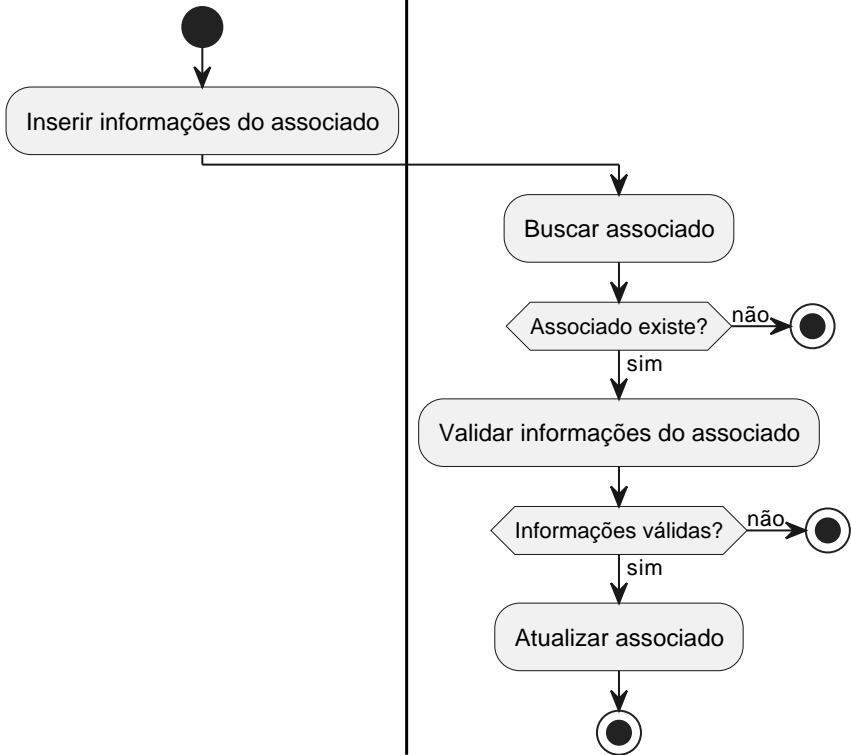 Inserir informações do associado
Buscar associado
Associado existe?
não
sim
Validar informações do associado
Informações válidas?
não
sim
Atualizar associado